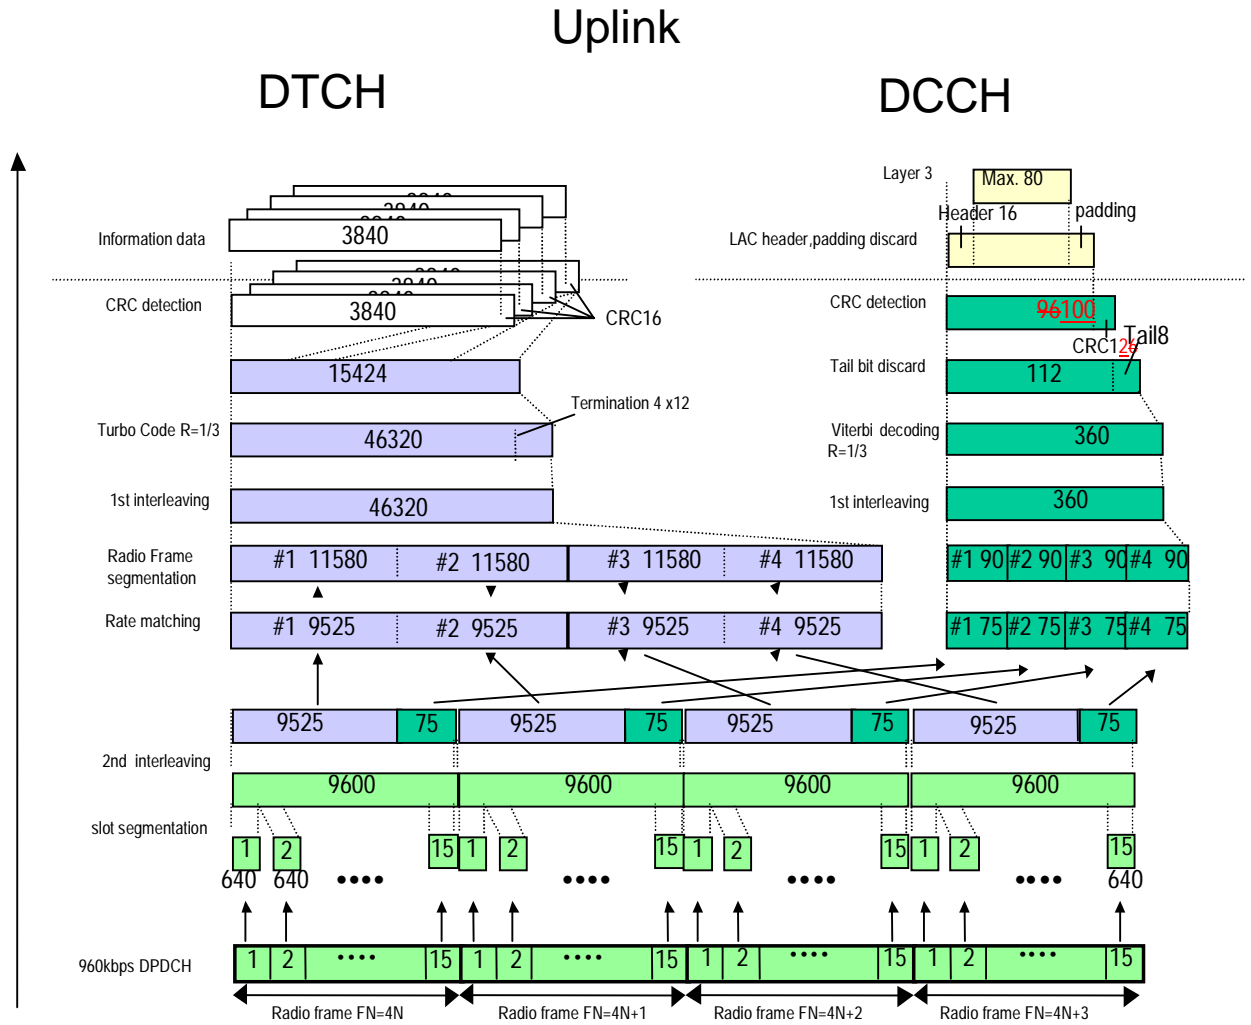 Uplink
DTCH DCCH
Layer 3 Max. 80
Header 16 padding
Information data 3840 3840 3840 3840 LAC header,padding discard
CRC detection 3840 3840 3840 3840 CRC16 CRC detection 96100
CRC126
15424 Tail bit discard 112 Tail8
Termination 4 x12
Turbo Code R=1/3 46320 Viterbi decoding R=1/3 360
1st interleaving 46320 1st interleaving 360
Radio Frame segmentation #1 11580 #2 11580 #3 11580 #4 11580 #1 90 #2 90 #3 90 #4 90
Rate matching #1 9525 #2 9525 #3 9525 #4 9525 #1 75 #2 75 #3 75 #4 75
9525 75 9525 75 9525 75 9525 75
2nd interleaving
9600 9600 9600 9600
slot segmentation
1 2 15 1 2 15 1 2 15 1 2 15
640 640 •••• •••• •••• •••• 640
960kbps DPDCH 1 2 •••• 15 1 2 •••• 15 1 2 •••• 15 1 2 •••• 15
Radio frame FN=4N Radio frame FN=4N+1 Radio frame FN=4N+2 Radio frame FN=4N+3